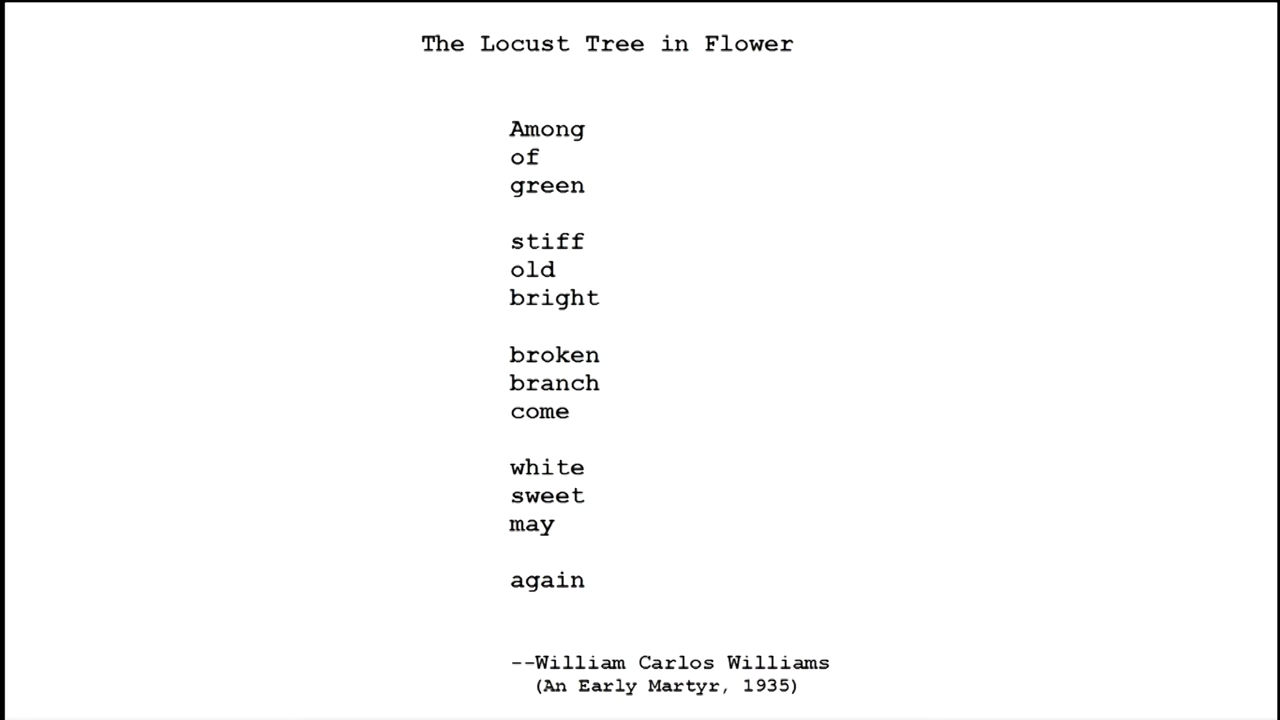 The Locust Tree in Flower
Among
of
green
stiff
old
bright
broken
branch
come
white
sweet
may
again
--William Carlos Williams
(An Early Martyr, 1935)